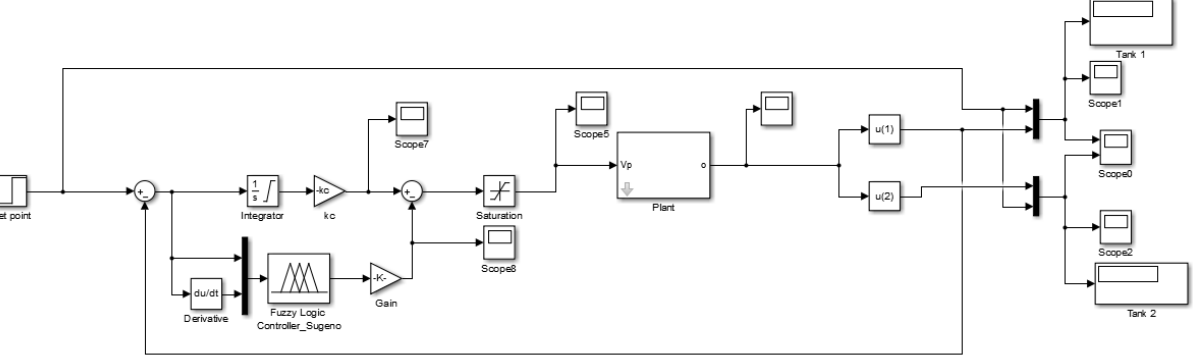 Tank 1
Scope1
Scope7
Scope5
u(1)
Scope0
Vp
o
et point
+
-
1
s
Integrator
-kc
kc
+
-
Saturation
Plant
u(2)
Scope8
Scope2
du/dt
Derivative
Fuzzy Logic
Controller_Sugeno
-K-
Gain
Tank 2